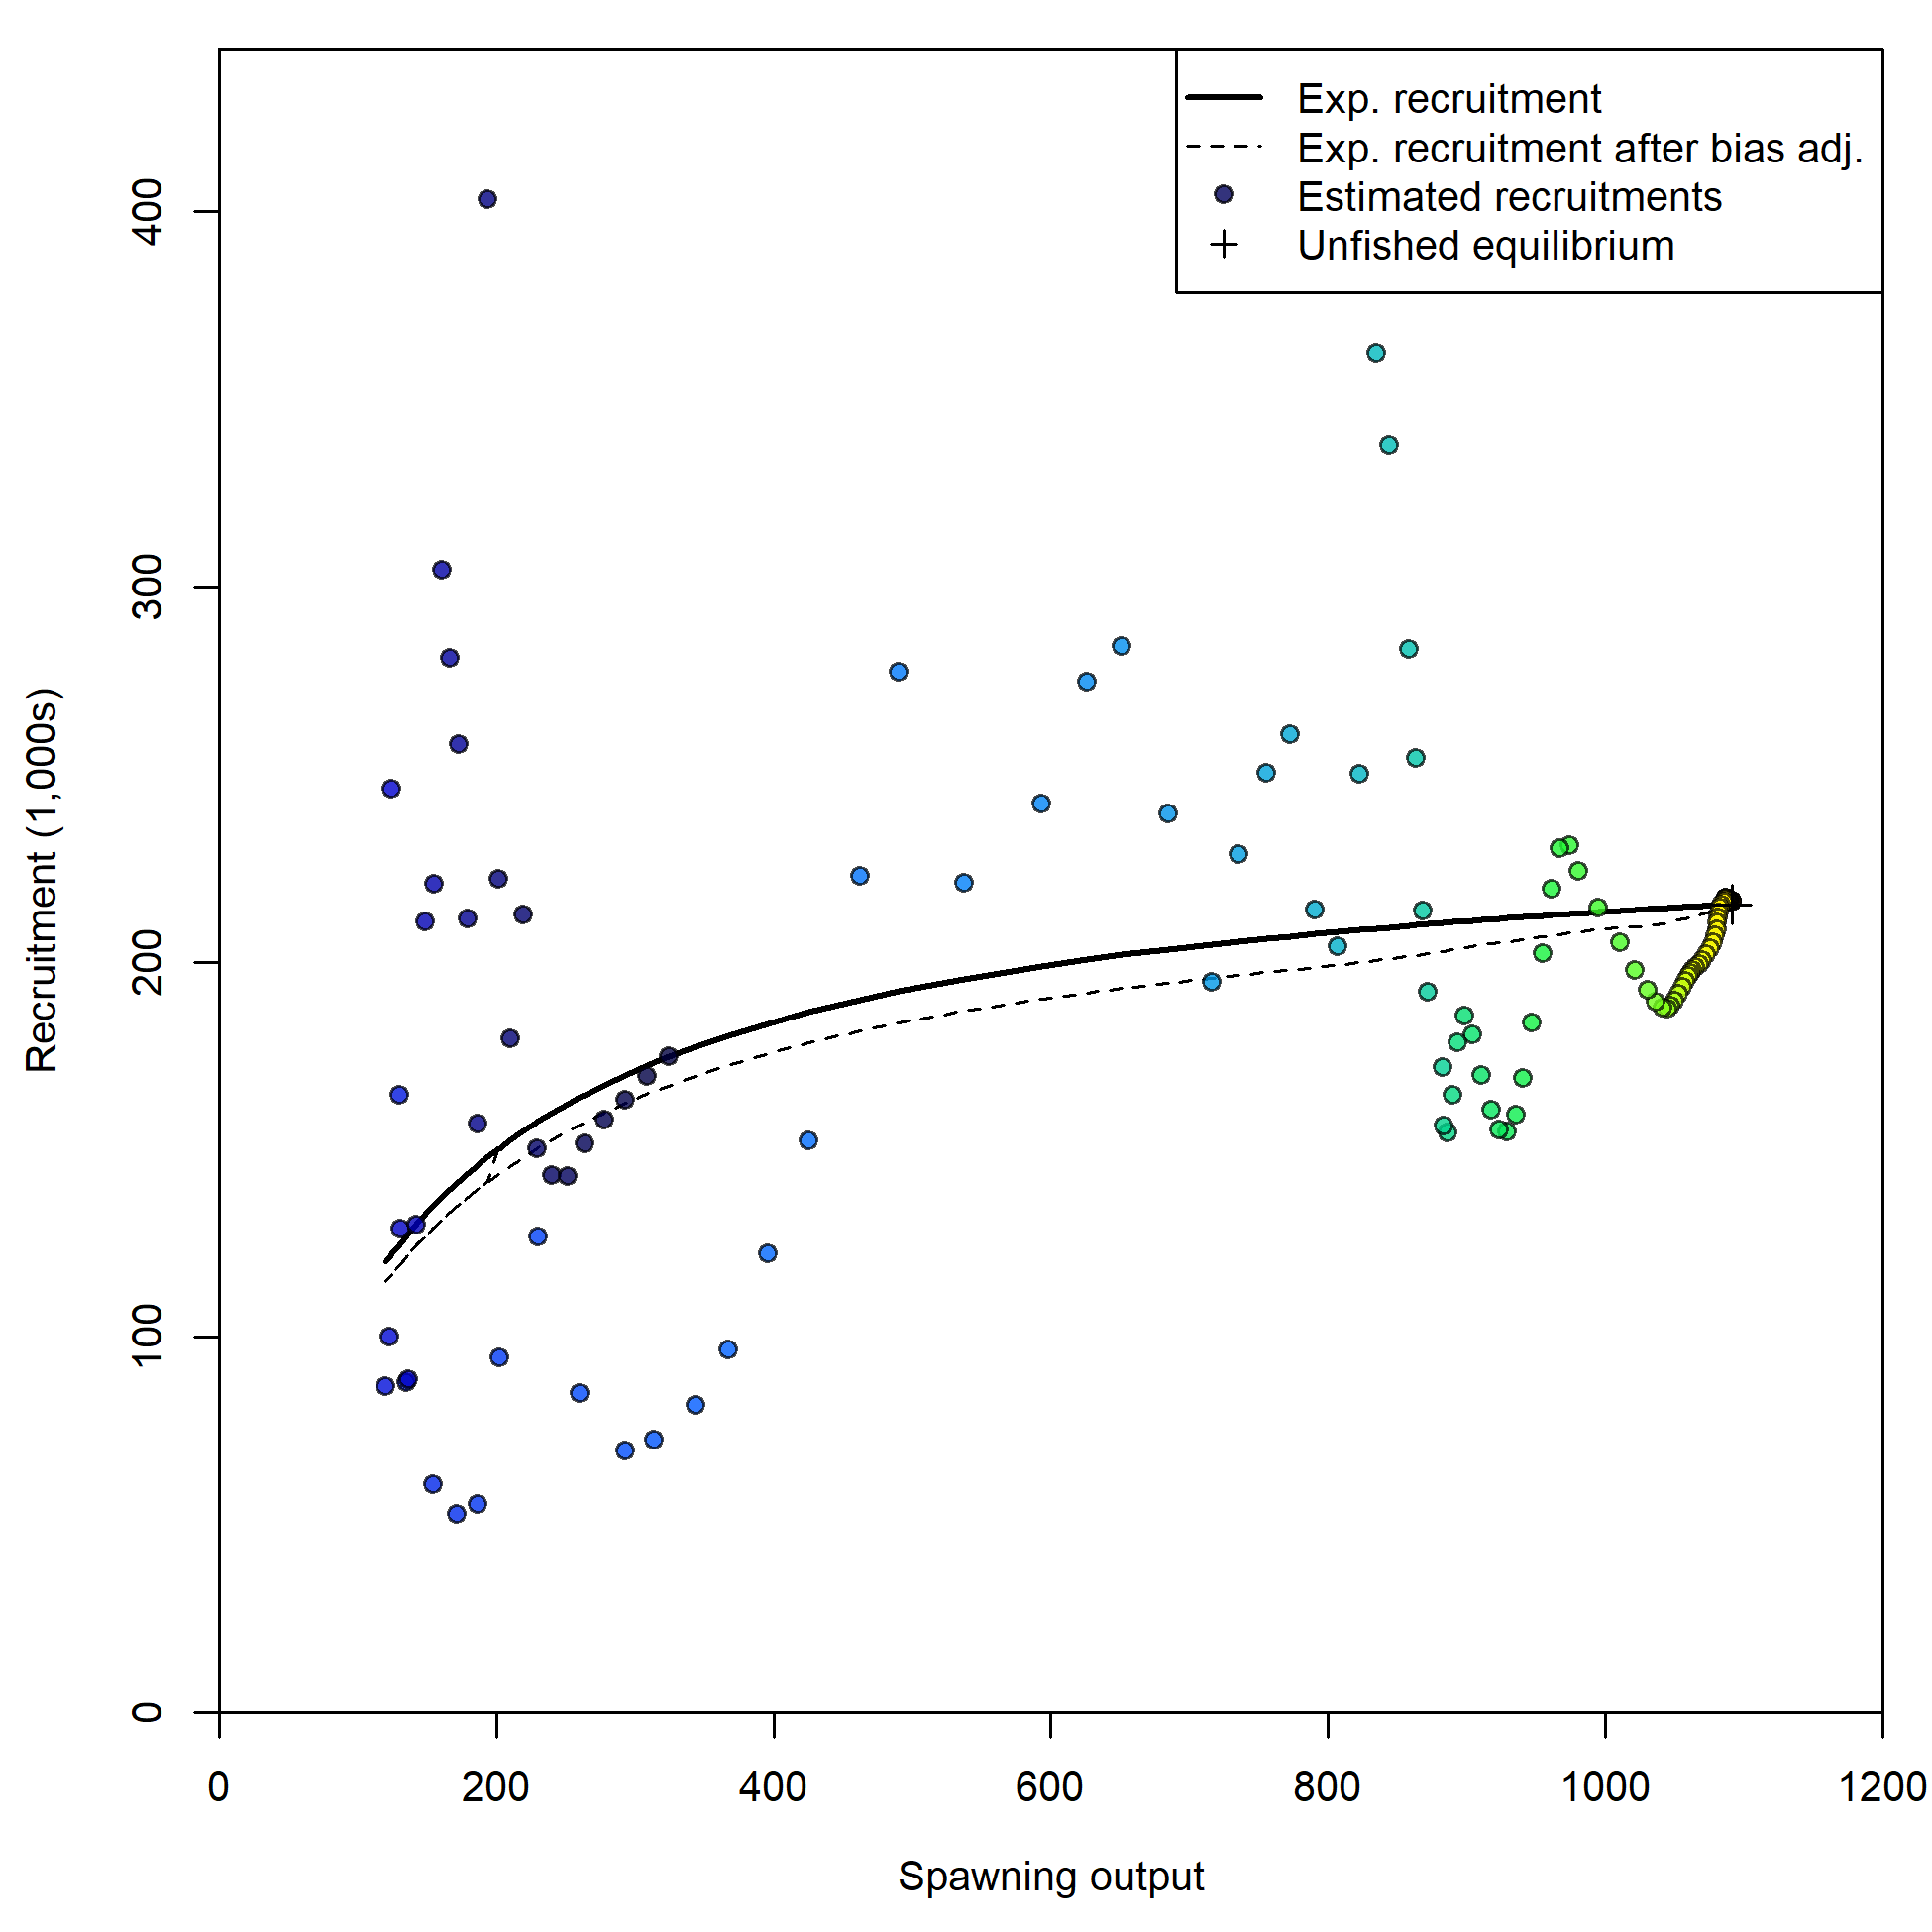 Exp. recruitment
Exp. recruitment after bias adj.
Estimated recruitments
Unfished equilibrium
400
300
200
100
0
Recruitment (1,000s)
0 200 400 600 800 1000 1200
Spawning output